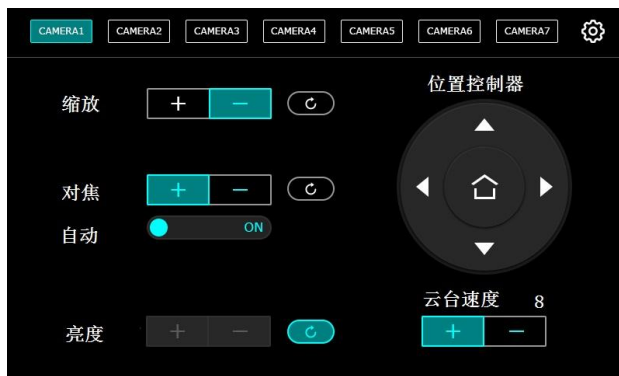 CAMERA1 CAMERA2 CAMERA3 CAMERA4 CAMERA5 CAMERA6 CAMERA7
位置控制器
缩放 + −
对焦 + −
自动 ON
云台速度 8
亮度 + −
+ −